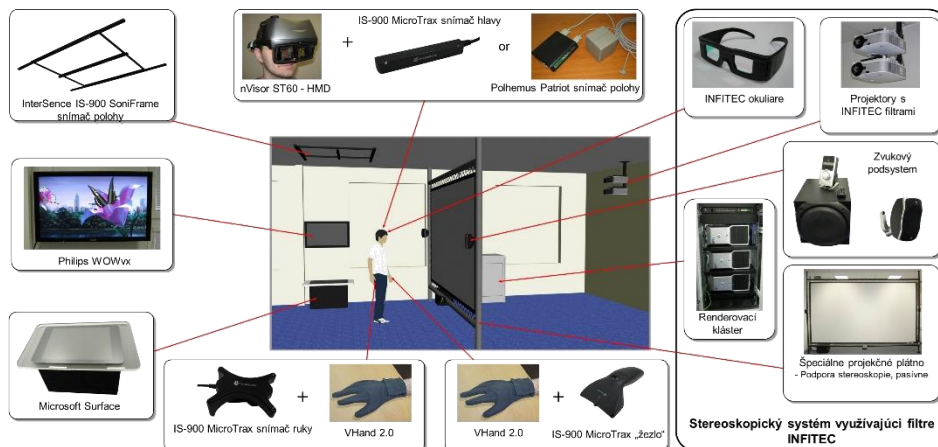 IS-900 MicroTrax snímač hlavy
+
or
nVisor ST60 - HMD
Polhemus Patriot snímač polohy
InterSence IS-900 SoniFrame
snímač polohy
INFITEC okuliare
Projektory s
INFITEC filtrami
Zvukový
podsystem
Philips WOWvx
Renderovací
kláster
Microsoft Surface
Špeciálne projekčné plátno
- Podpora stereoskopie, pasívne
+
IS-900 MicroTrax snímač ruky
VHand 2.0
+
VHand 2.0
IS-900 MicroTrax „žezlo“
Stereoskopický systém využívajúci filtre
INFITEC